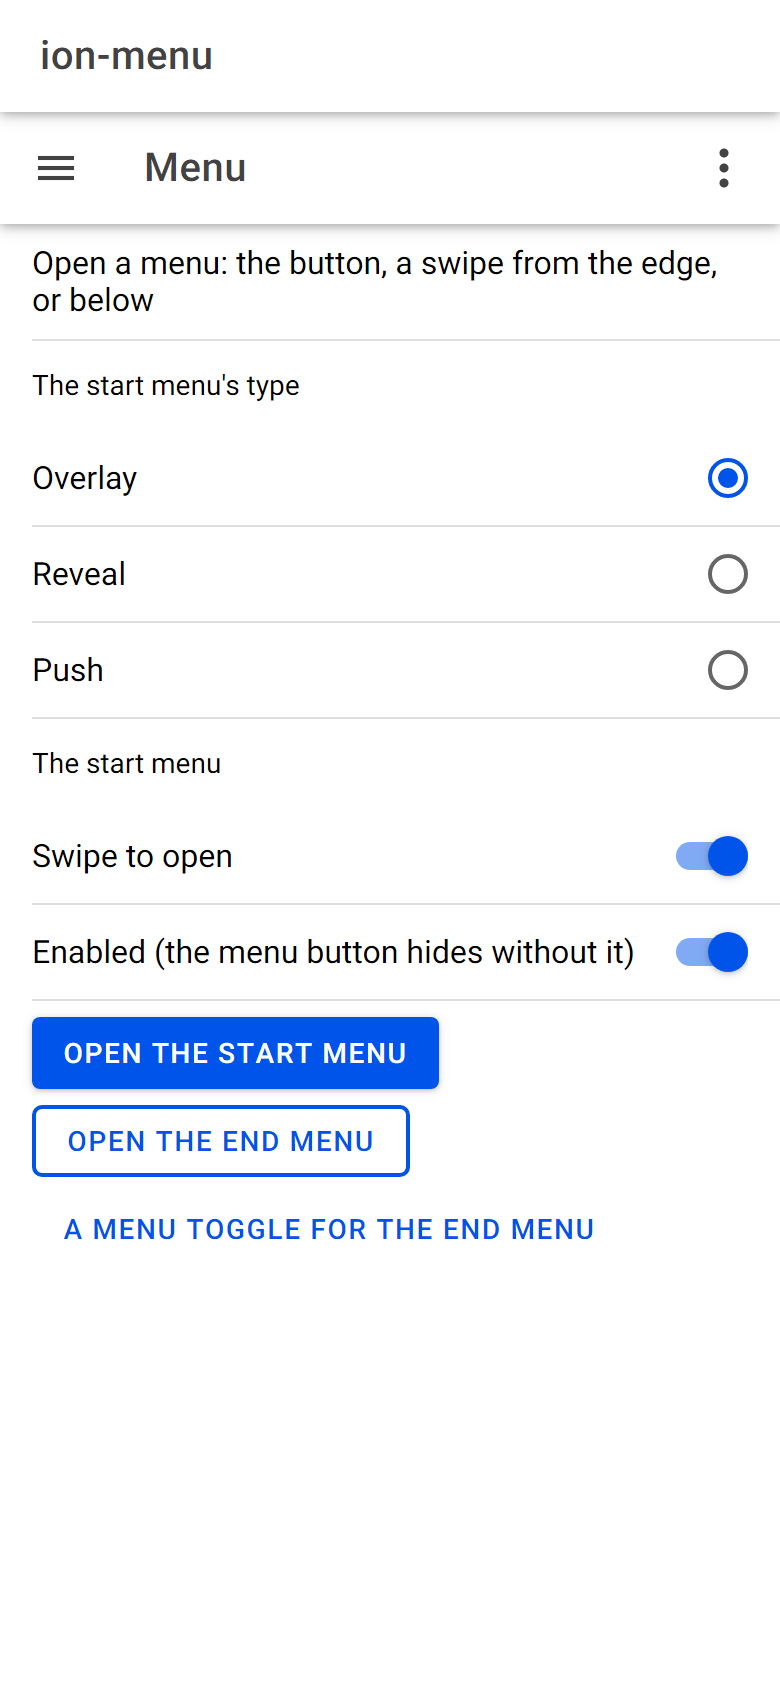 ion-menu
Menu
Open a menu: the button, a swipe from the edge,
or below
The start menu's type
Overlay
Reveal
Push
The start menu
Swipe to open
Enabled (the menu button hides without it)
OPEN THE START MENU
OPEN THE END MENU
A MENU TOGGLE FOR THE END MENU